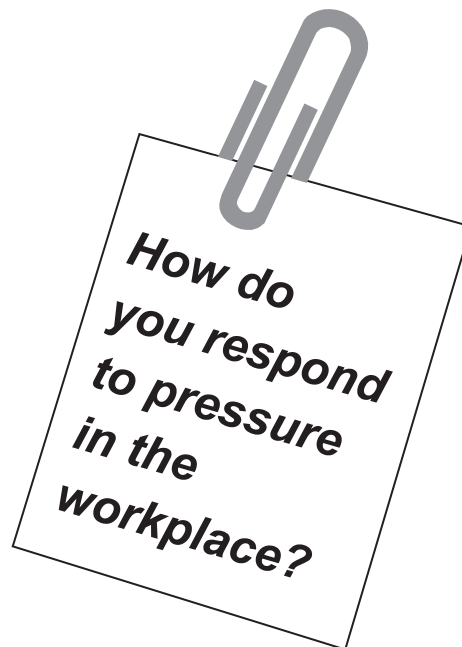 How do
you respond
to pressure
in the
workplace?